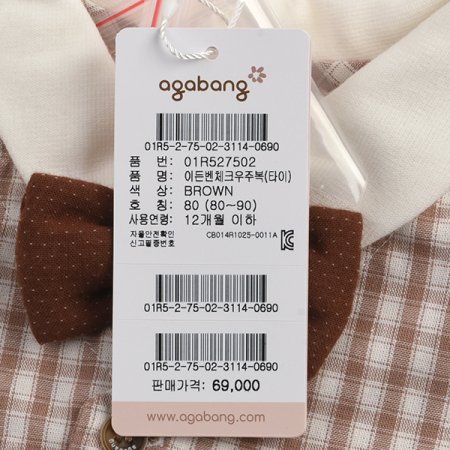 agabang
01R5-2-75-02-3114-0690
품 번: 01R527502
품 명: 이든벤체크우주복(타이)
색 상: BROWN
호 칭: 80 (80~90)
사용연령: 12개월 이하
자율안전확인
신고필증번호 CB014R1025-0011A
01R5-2-75-02-3114-0690
01R5-2-75-02-3114-0690
판매가격: 69,000
www.agabang.com